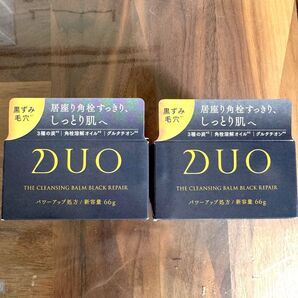 黒ずみ
毛穴
居座り角栓すっきり、
しっとり肌へ
3種の炭 角栓溶解オイル グルタチオン
DUO
THE CLEANSING BALM BLACK REPAIR
パワーアップ処方/新容量 66g
黒ずみ
毛穴
居座り角栓すっきり、
しっとり肌へ
3種の炭 角栓溶解オイル グルタチオン
DUO
THE CLEANSING BALM BLACK REPAIR
パワーアップ処方/新容量 66g